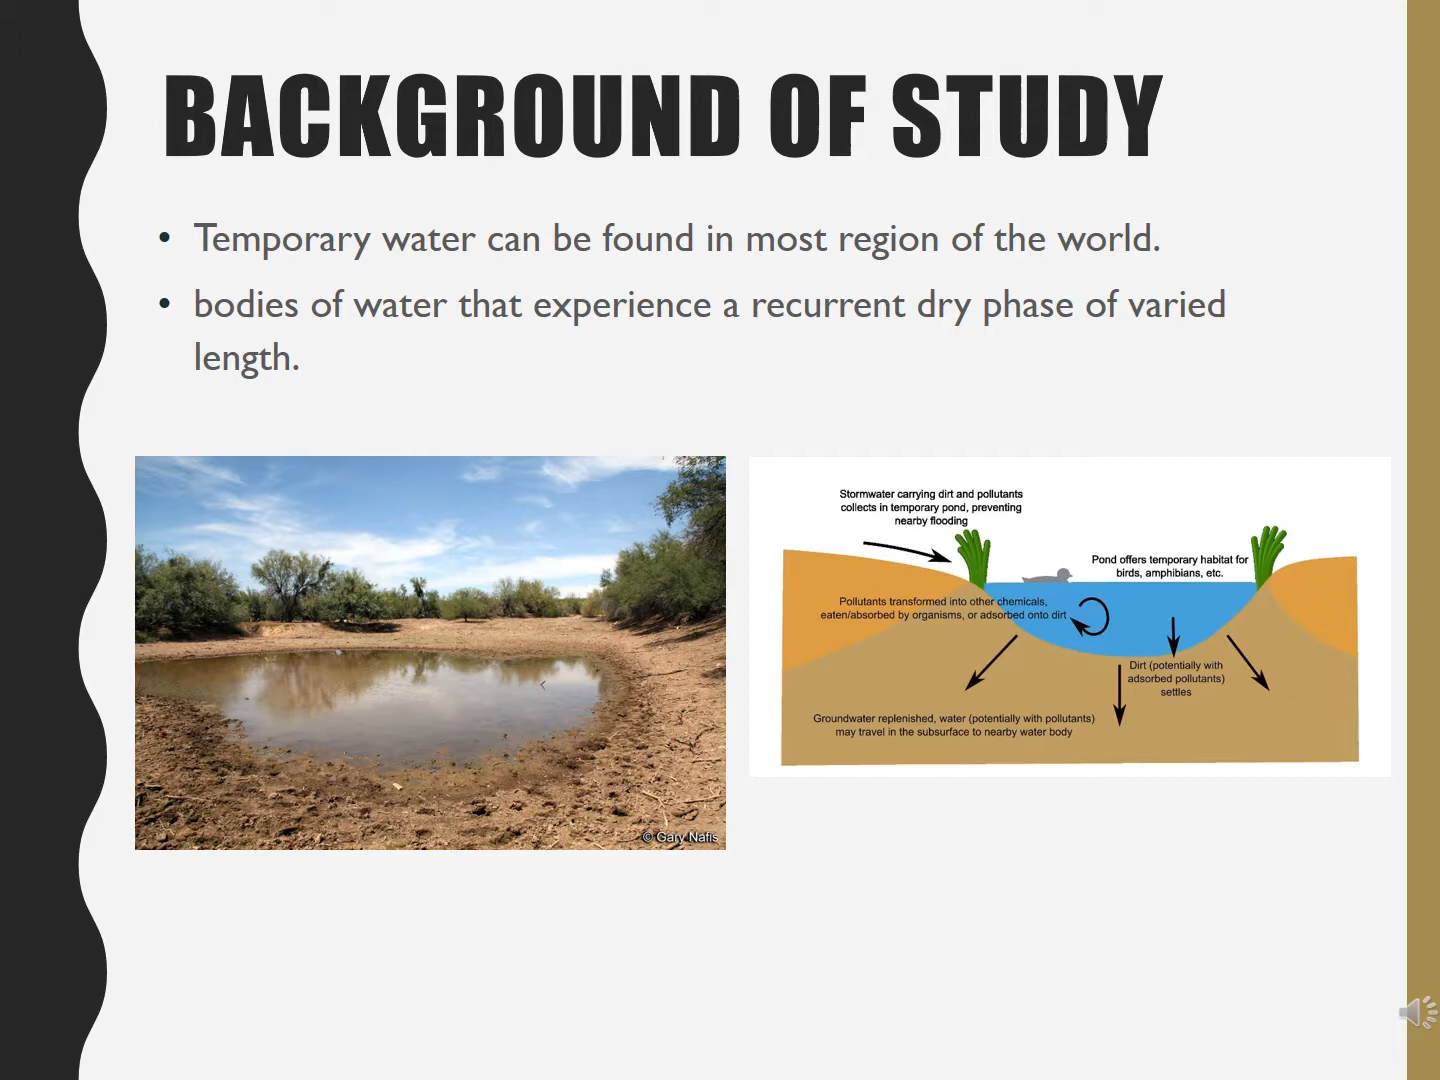 BACKGROUND OF STUDY
• Temporary water can be found in most region of the world.
• bodies of water that experience a recurrent dry phase of varied
length.
© Gary Nafis
Stormwater carrying dirt and pollutants
collects in temporary pond, preventing
nearby flooding
Pond offers temporary habitat for
birds, amphibians, etc.
Pollutants transformed into other chemicals,
eaten/absorbed by organisms, or adsorbed onto dirt
Dirt (potentially with
adsorbed pollutants)
settles
Groundwater replenished, water (potentially with pollutants)
may travel in the subsurface to nearby water body